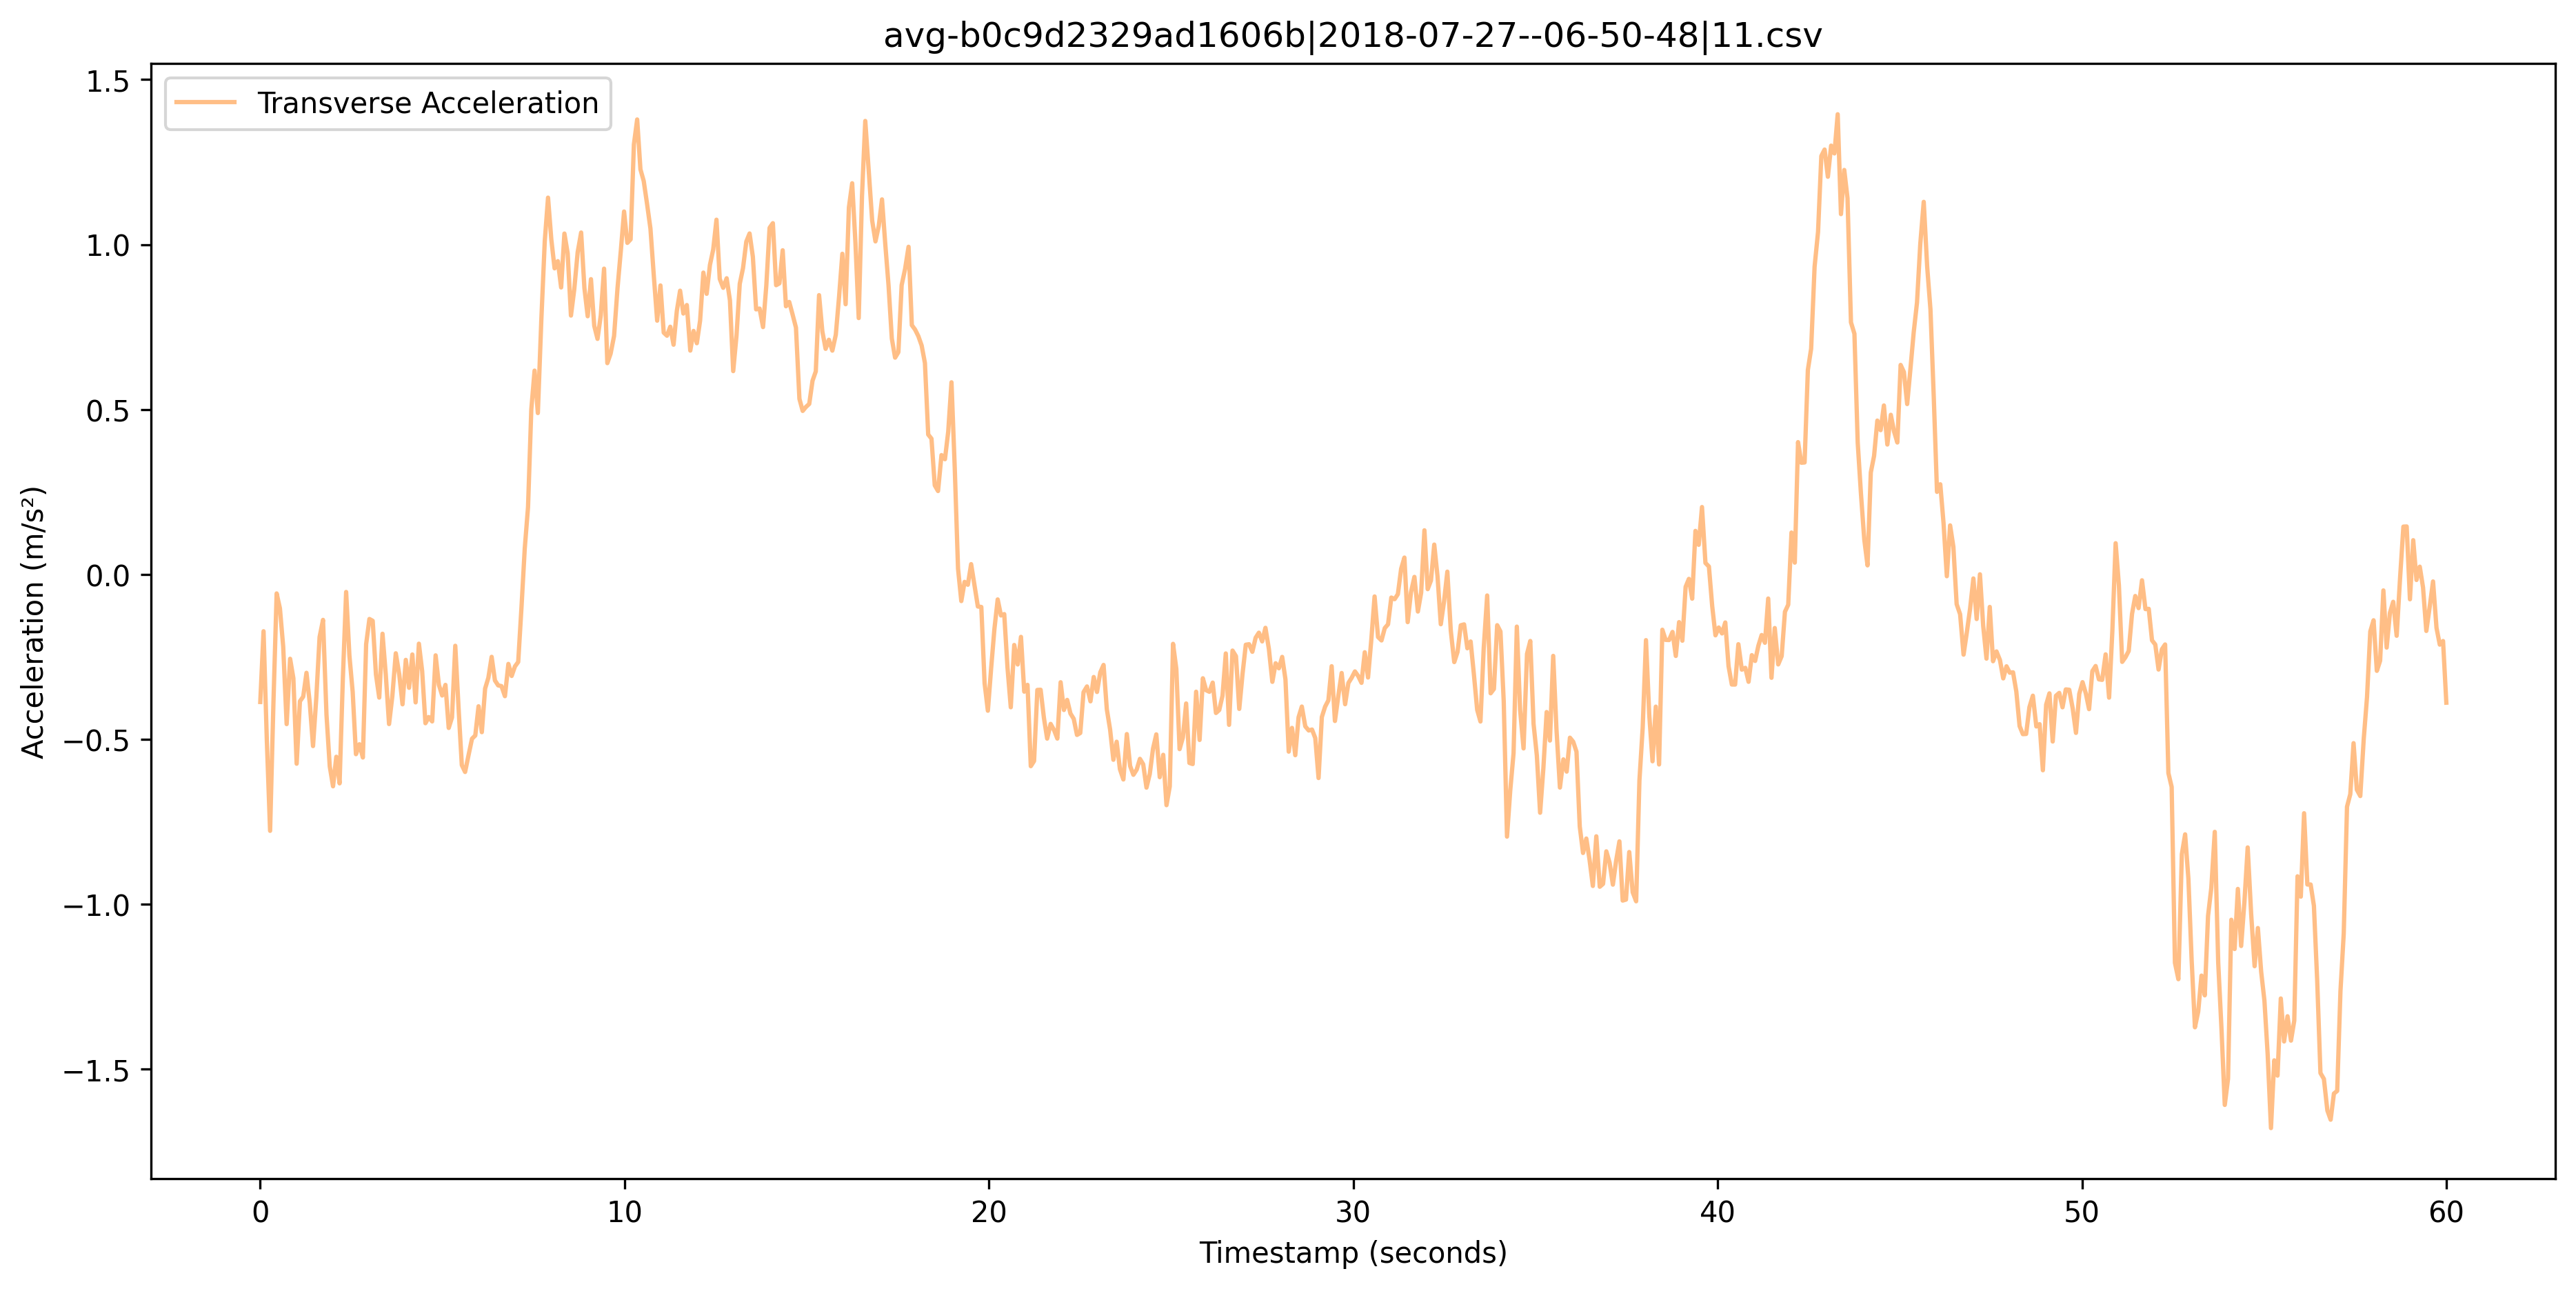 avg-b0c9d2329ad1606b|2018-07-27--06-50-48|11.csv
Transverse Acceleration
Acceleration (m/s²)
1.5
1.0
0.5
0.0
−0.5
−1.0
−1.5
0 10 20 30 40 50 60
Timestamp (seconds)